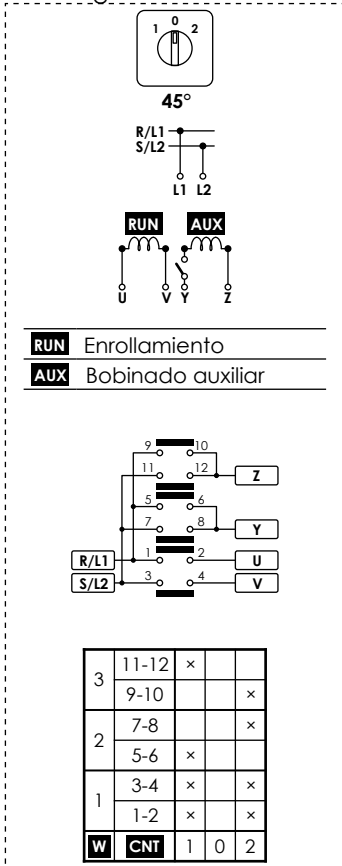 1 0 2
45°
R/L1
S/L2
L1 L2
RUN AUX
U V Y Z
RUN Enrollamiento
AUX Bobinado auxiliar
9 10
11 12 Z
5 6
7 8 Y
R/L1 1 2 U
S/L2 3 4 V
3 11-12 ×
9-10 ×
2 7-8 ×
5-6 ×
1 3-4 × ×
1-2 × ×
W CNT 1 0 2